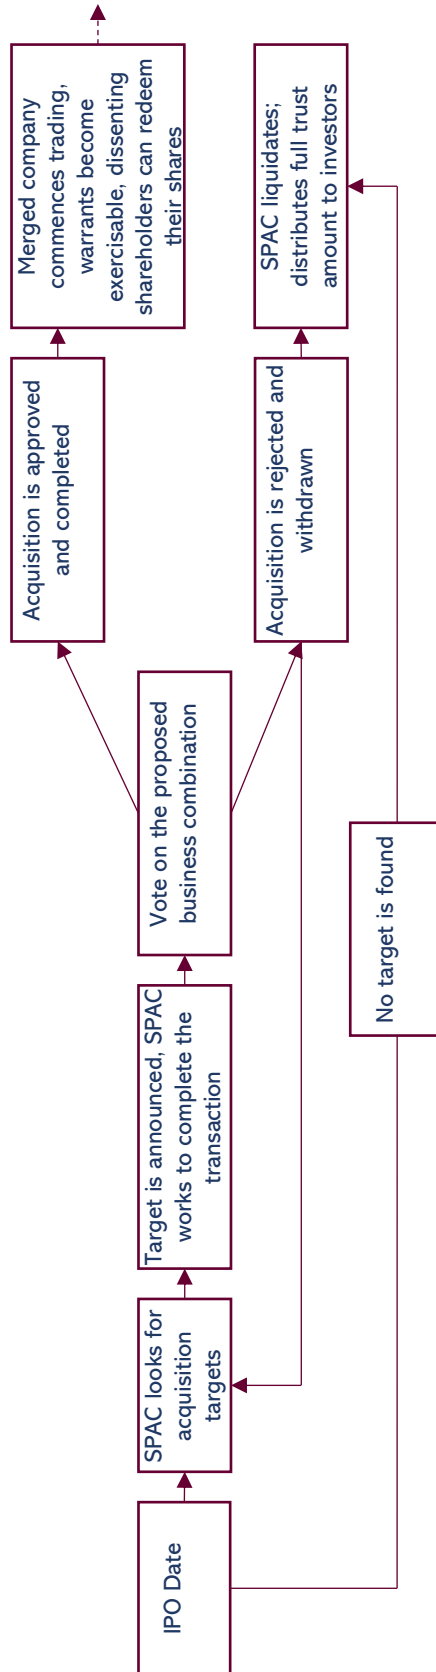 IPO Date
SPAC looks for
acquisition
targets
Target is announced, SPAC
works to complete the
transaction
Vote on the proposed
business combination
Acquisition is approved
and completed
Merged company
commences trading,
warrants become
exercisable, dissenting
shareholders can redeem
their shares
Acquisition is rejected and
withdrawn
SPAC liquidates;
distributes full trust
amount to investors
No target is found